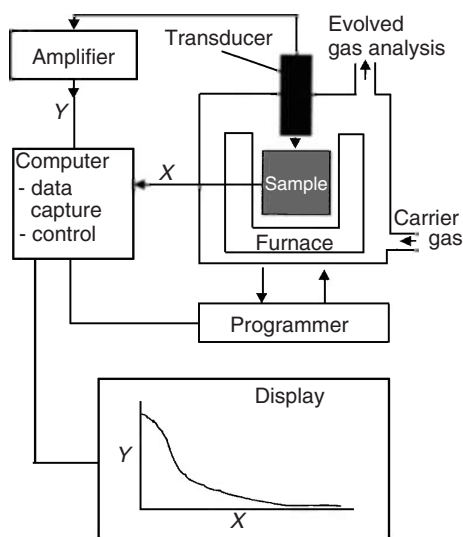 Evolved
gas analysis
Transducer
Amplifier
Y
Computer
- data
capture
- control
X
Sample
Furnace
Carrier
gas
Programmer
Display
Y
X